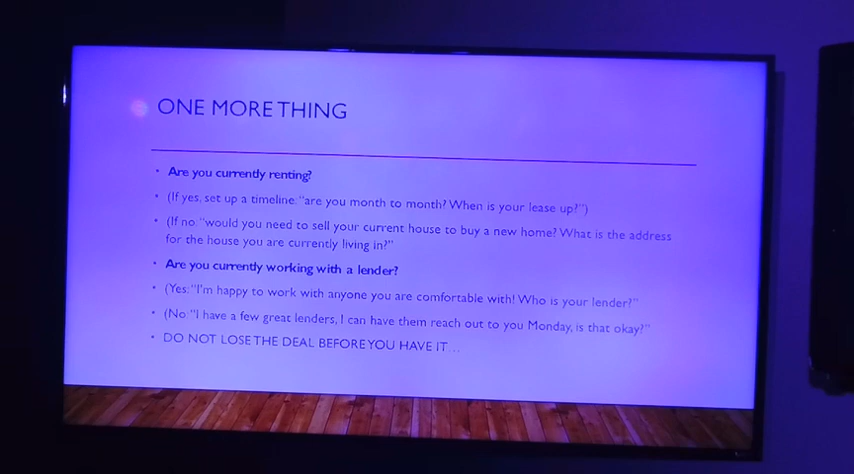 ONE MORE THING
• Are you currently renting?
• (If yes, set up a timeline: "are you month to month? When is your lease up?")
• (If no: "would you need to sell your current house to buy a new home? What is the address
for the house you are currently living in?"
• Are you currently working with a lender?
• (Yes: "I'm happy to work with anyone you are comfortable with! Who is your lender?"
• (No: "I have a few great lenders, I can have them reach out to you Monday, is that okay?"
• DO NOT LOSE THE DEAL BEFORE YOU HAVE IT…